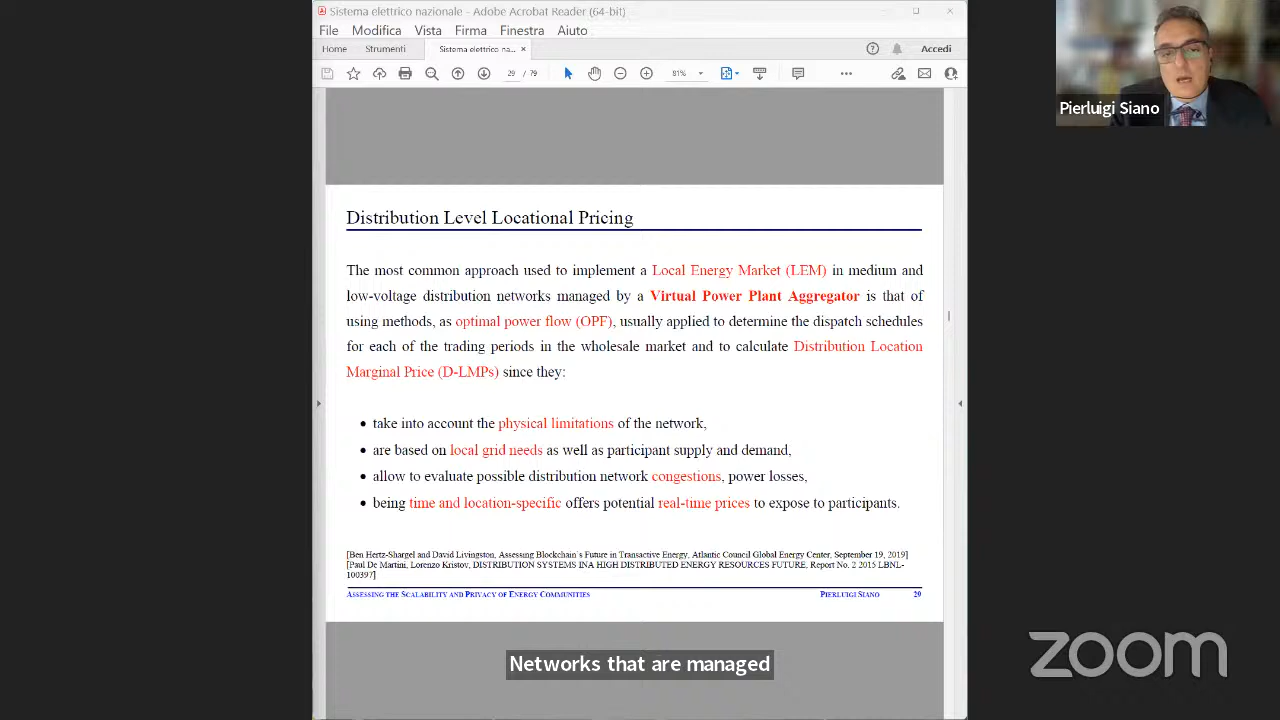 Sistema elettrico nazionale - Adobe Acrobat Reader (64-bit)
File Modifica Vista Firma Finestra Aiuto
Home Strumenti Sistema elettrico na... × Accedi
29 / 79 81%
Pierluigi Siano
Distribution Level Locational Pricing
The most common approach used to implement a Local Energy Market (LEM) in medium and
low-voltage distribution networks managed by a Virtual Power Plant Aggregator is that of
using methods, as optimal power flow (OPF), usually applied to determine the dispatch schedules
for each of the trading periods in the wholesale market and to calculate Distribution Location
Marginal Price (D-LMPs) since they:
• take into account the physical limitations of the network,
• are based on local grid needs as well as participant supply and demand,
• allow to evaluate possible distribution network congestions, power losses,
• being time and location-specific offers potential real-time prices to expose to participants.
[Ben Hertz-Shargel and David Livingston, Assessing Blockchain's Future in Transactive Energy, Atlantic Council Global Energy Center, September 19, 2019]
[Paul De Martini, Lorenzo Kristov, DISTRIBUTION SYSTEMS INA HIGH DISTRIBUTED ENERGY RESOURCES FUTURE, Report No. 2 2015 LBNL-
100397]
ASSESSING THE SCALABILITY AND PRIVACY OF ENERGY COMMUNITIES PIERLUIGI SIANO 29
Networks that are managed
zoom